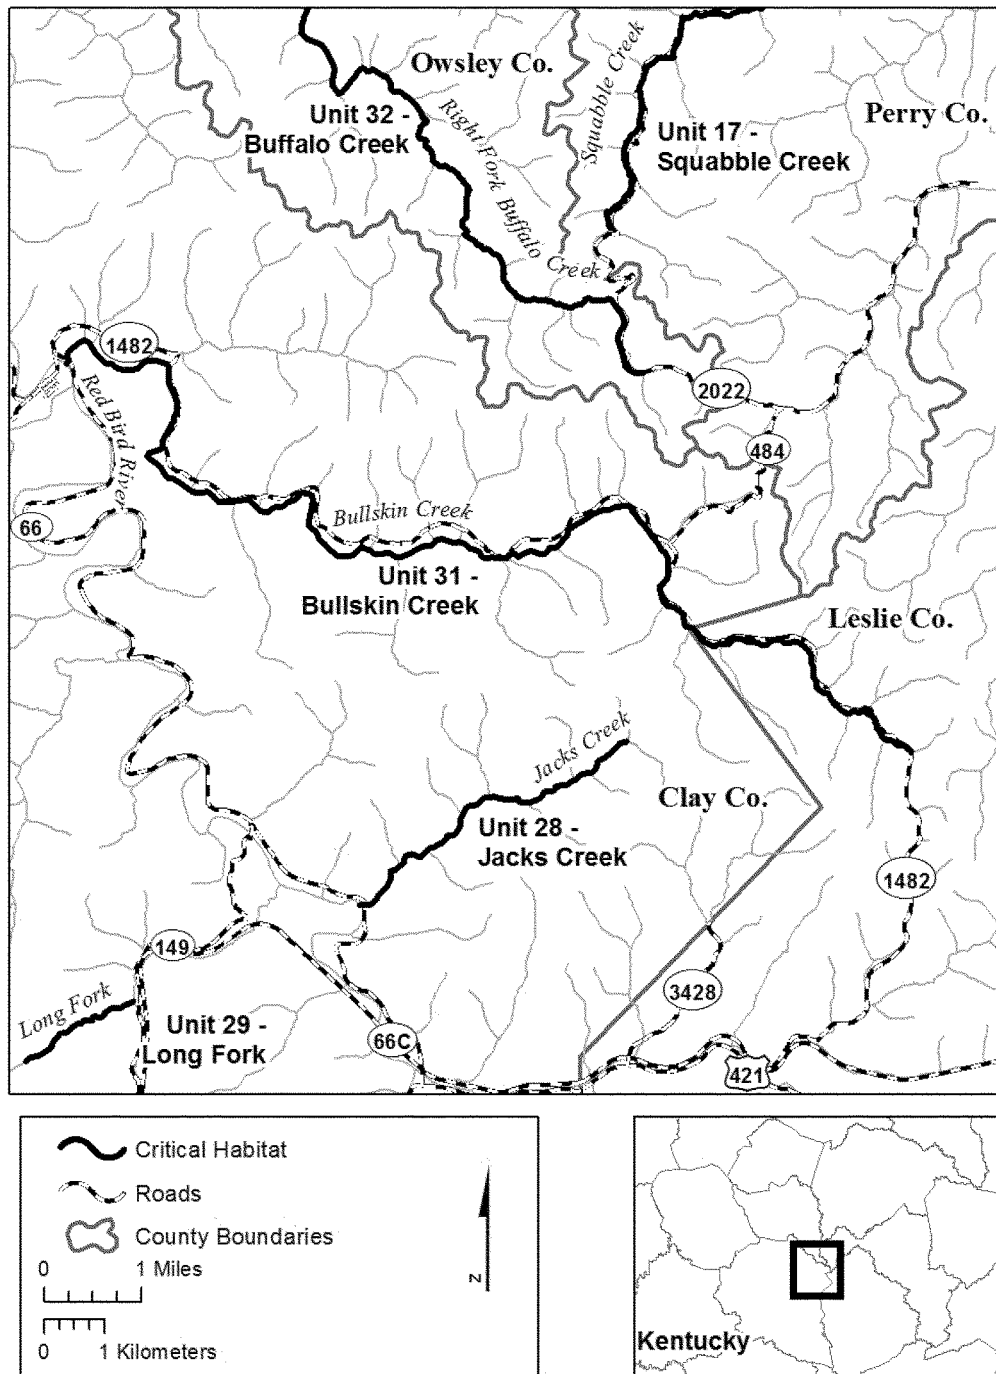 Owsley Co.
Squabble Creek
Perry Co.
Unit 32 -
Buffalo Creek
Right Fork Buffalo Creek
Unit 17 -
Squabble Creek
1482
Red Bird River
2022
484
66
Bullskin Creek
Unit 31 -
Bullskin Creek
Leslie Co.
Jacks Creek
Clay Co.
Unit 28 -
Jacks Creek
1482
149
Long Fork
3428
Unit 29 -
Long Fork
66C
421
Critical Habitat
Roads
County Boundaries
0 1 Miles
0 1 Kilometers
N
Kentucky